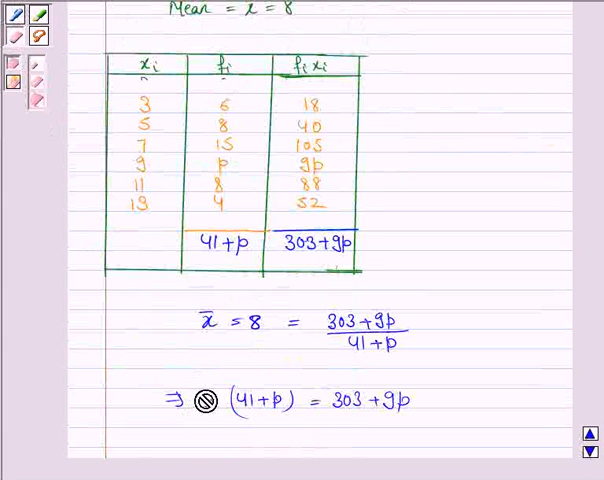 Mean = x = 8
xi fi fixi
3 6 18
5 8 40
7 15 105
9 p 9p
11 8 88
13 4 52
41+p 303+9p
x̄ = 8 = 303+9p / 41+p
⇒ (41+p) = 303+9p